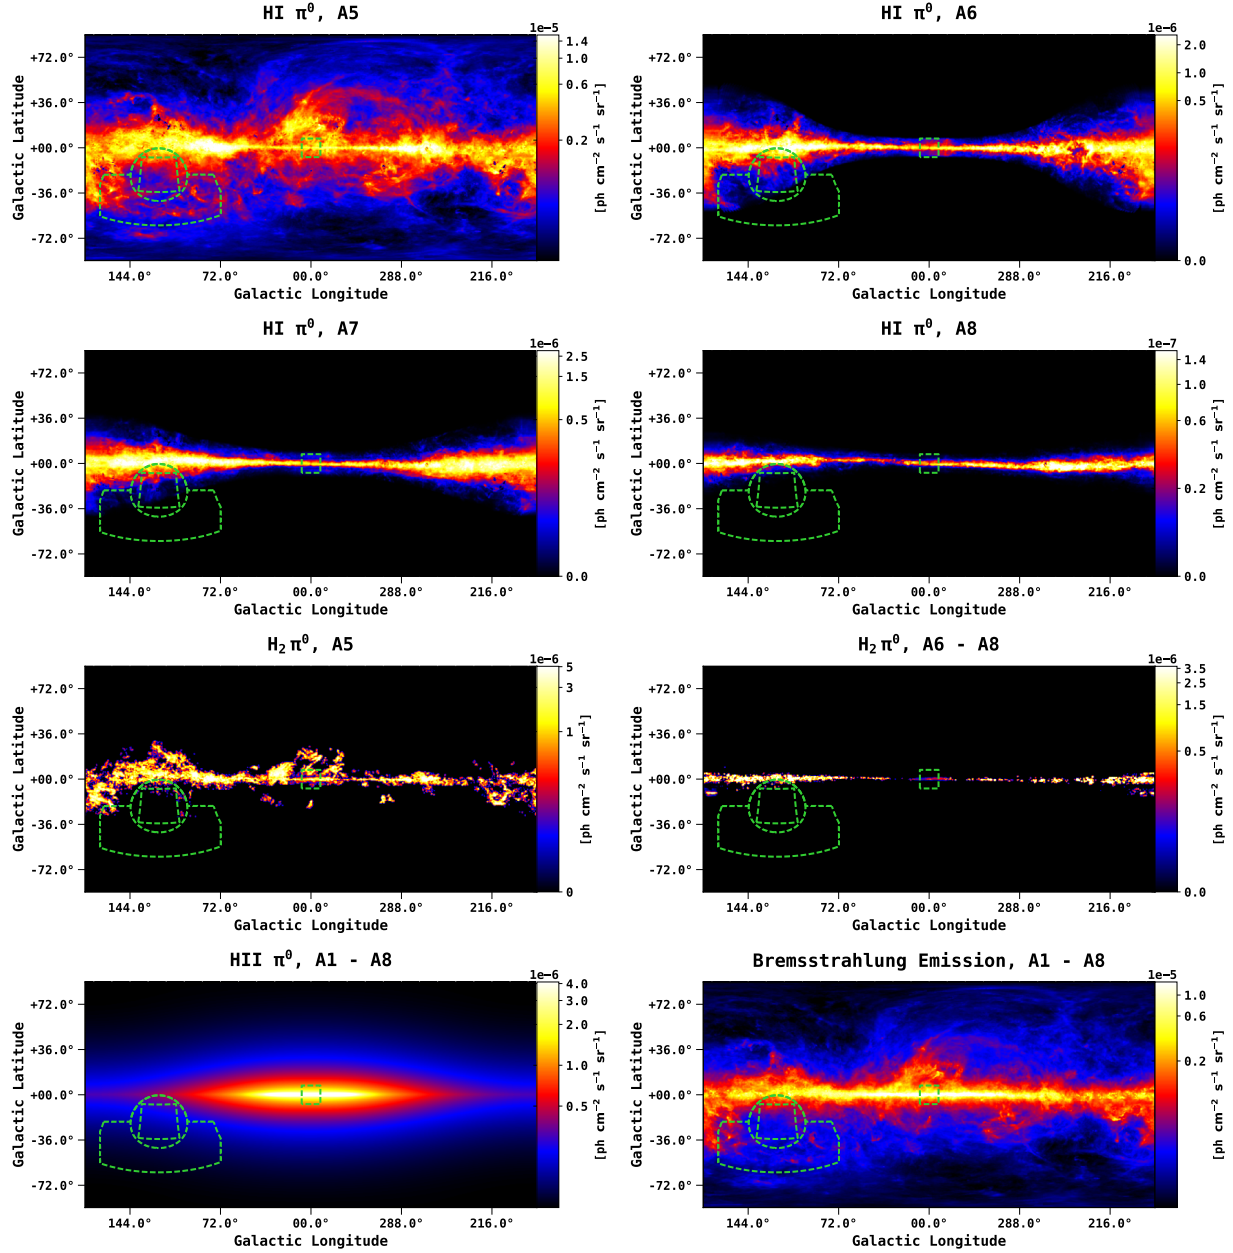 HI π⁰, A5
1e−5
+72.0°
+36.0°
+00.0°
-36.0°
-72.0°
Galactic Latitude
144.0° 72.0° 00.0° 288.0° 216.0°
Galactic Longitude
1.4
1.0
0.6
0.2
[ph cm⁻² s⁻¹ sr⁻¹]
HI π⁰, A6
1e−6
+72.0°
+36.0°
+00.0°
-36.0°
-72.0°
Galactic Latitude
144.0° 72.0° 00.0° 288.0° 216.0°
Galactic Longitude
2.0
1.0
0.5
0.0
[ph cm⁻² s⁻¹ sr⁻¹]
HI π⁰, A7
1e−6
+72.0°
+36.0°
+00.0°
-36.0°
-72.0°
Galactic Latitude
144.0° 72.0° 00.0° 288.0° 216.0°
Galactic Longitude
2.5
1.5
0.5
0.0
[ph cm⁻² s⁻¹ sr⁻¹]
HI π⁰, A8
1e−7
+72.0°
+36.0°
+00.0°
-36.0°
-72.0°
Galactic Latitude
144.0° 72.0° 00.0° 288.0° 216.0°
Galactic Longitude
1.4
1.0
0.6
0.2
0.0
[ph cm⁻² s⁻¹ sr⁻¹]
H₂ π⁰, A5
1e−6
+72.0°
+36.0°
+00.0°
-36.0°
-72.0°
Galactic Latitude
144.0° 72.0° 00.0° 288.0° 216.0°
Galactic Longitude
5
3
1
0
[ph cm⁻² s⁻¹ sr⁻¹]
H₂ π⁰, A6 - A8
1e−6
+72.0°
+36.0°
+00.0°
-36.0°
-72.0°
Galactic Latitude
144.0° 72.0° 00.0° 288.0° 216.0°
Galactic Longitude
3.5
2.5
1.5
0.5
0.0
[ph cm⁻² s⁻¹ sr⁻¹]
HII π⁰, A1 - A8
1e−6
+72.0°
+36.0°
+00.0°
-36.0°
-72.0°
Galactic Latitude
144.0° 72.0° 00.0° 288.0° 216.0°
Galactic Longitude
4.0
3.0
2.0
1.0
0.5
[ph cm⁻² s⁻¹ sr⁻¹]
Bremsstrahlung Emission, A1 - A8
1e−5
+72.0°
+36.0°
+00.0°
-36.0°
-72.0°
Galactic Latitude
144.0° 72.0° 00.0° 288.0° 216.0°
Galactic Longitude
1.0
0.6
0.2
[ph cm⁻² s⁻¹ sr⁻¹]